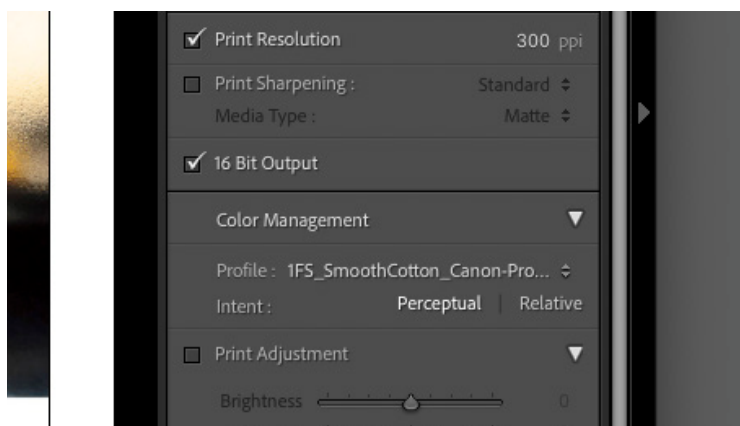 Print Resolution 300 ppi
Print Sharpening : Standard
Media Type : Matte
16 Bit Output
Color Management
Profile : 1FS_SmoothCotton_Canon-Pro...
Intent : Perceptual | Relative
Print Adjustment
Brightness 0